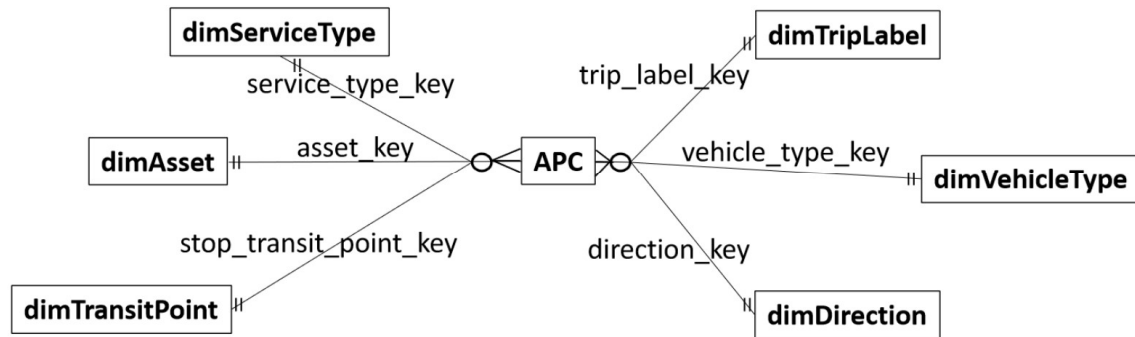 dimServiceType
service_type_key
dimAsset
asset_key
stop_transit_point_key
dimTransitPoint
APC
dimTripLabel
trip_label_key
vehicle_type_key
dimVehicleType
direction_key
dimDirection